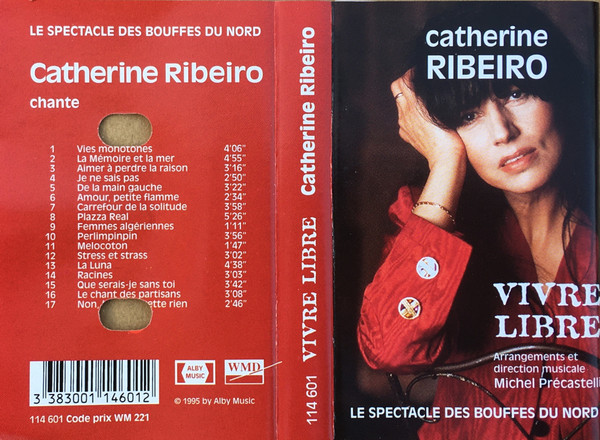 LE SPECTACLE DES BOUFFES DU NORD
Catherine Ribeiro
chante
1 Vies monotones 4'06"
2 La Mémoire et la mer 4'55"
3 Aimer à perdre la raison 3'16"
4 Je ne sais pas 2'50"
5 De la main gauche 3'22"
6 Amour, petite flamme 2'34"
7 Carrefour de la solitude 3'58"
8 Plazza Real 5'26"
9 Femmes algériennes 1'11"
10 Perlimpinpin 3'56"
11 Melocoton 1'47"
12 Stress et strass 3'02"
13 La Luna 4'38"
14 Racines 3'03"
15 Que serais-je sans toi 3'42"
16 Le chant des partisans 3'08"
17 Non, ette rien 2'46"
3 383001 146012
ALBY MUSIC
WMD
© 1995 by Alby Music
114 601 Code prix WM 221
114 601 VIVRE LIBRE Catherine Ribeiro
catherine
RIBEIRO
VIVRE
LIBRE
Arrangements et
direction musicale
Michel Précastelli
LE SPECTACLE DES BOUFFES DU NORD